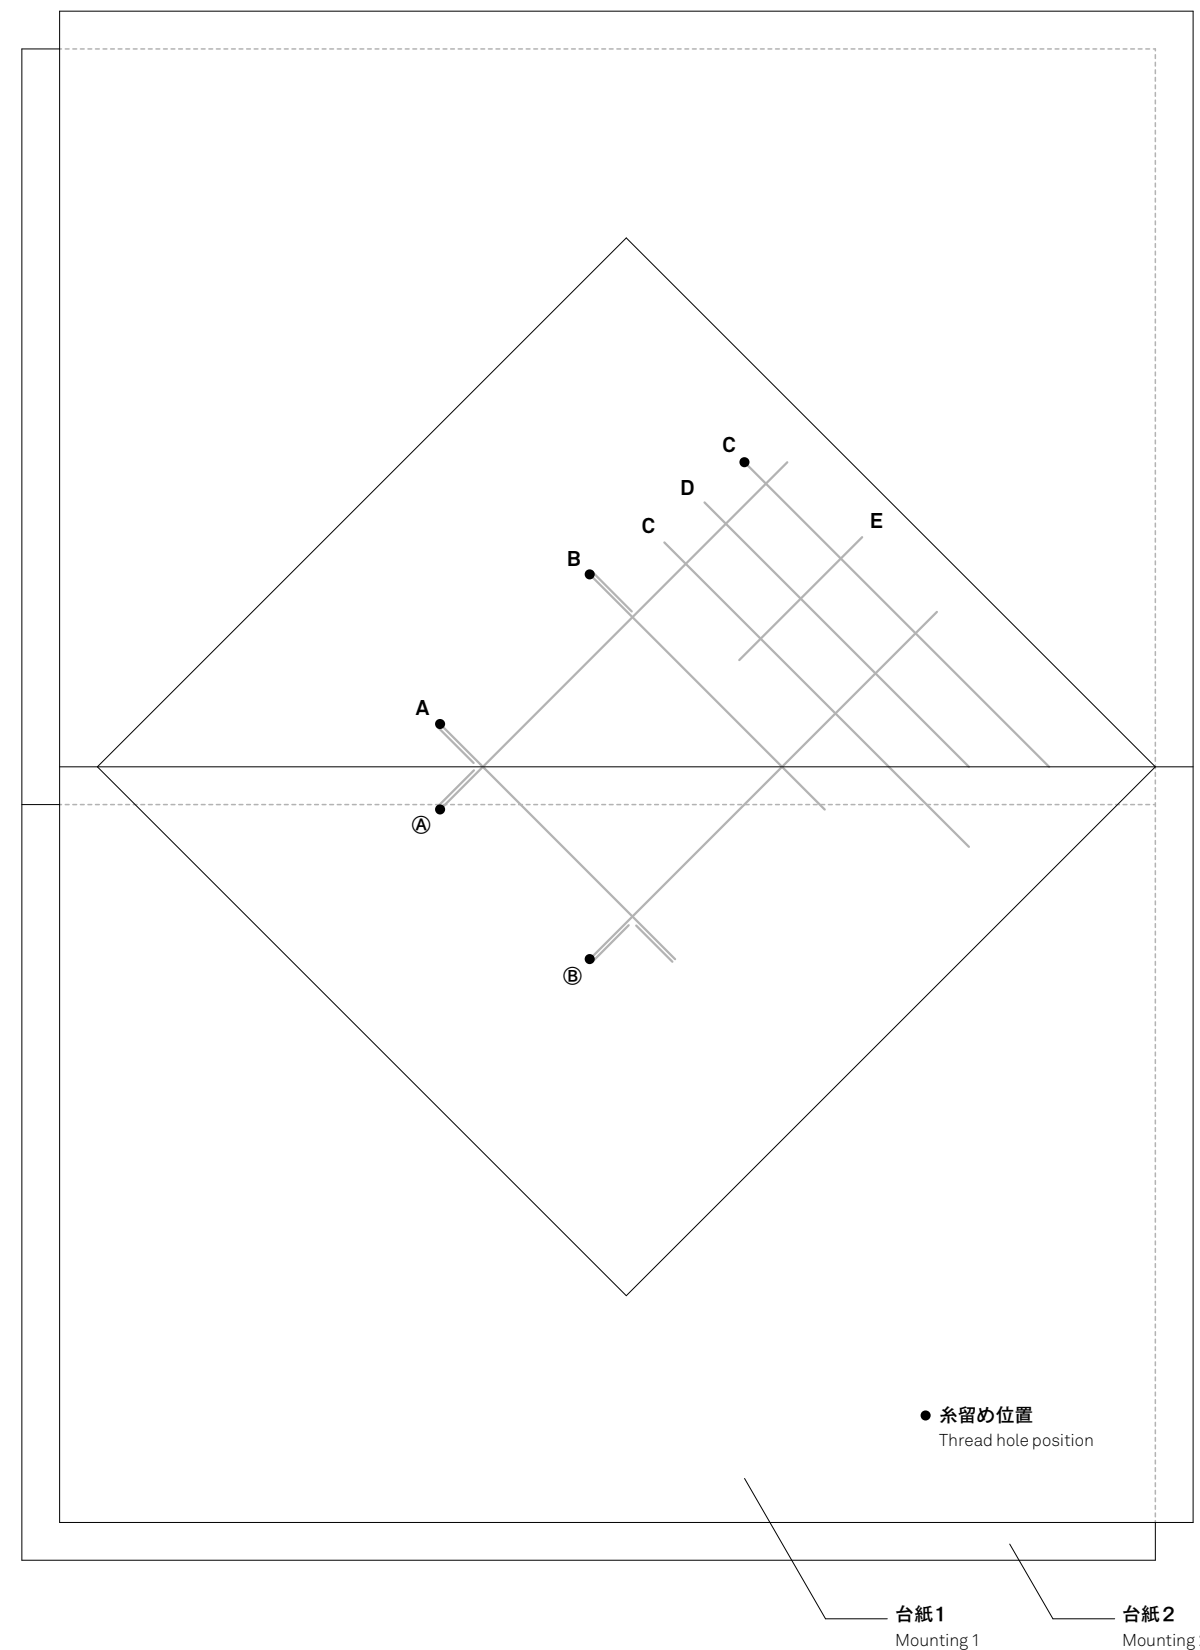 C
D
E
C
B
A
Ⓐ
Ⓑ
● 糸留め位置
Thread hole position
台紙1
Mounting 1
台紙2
Mounting